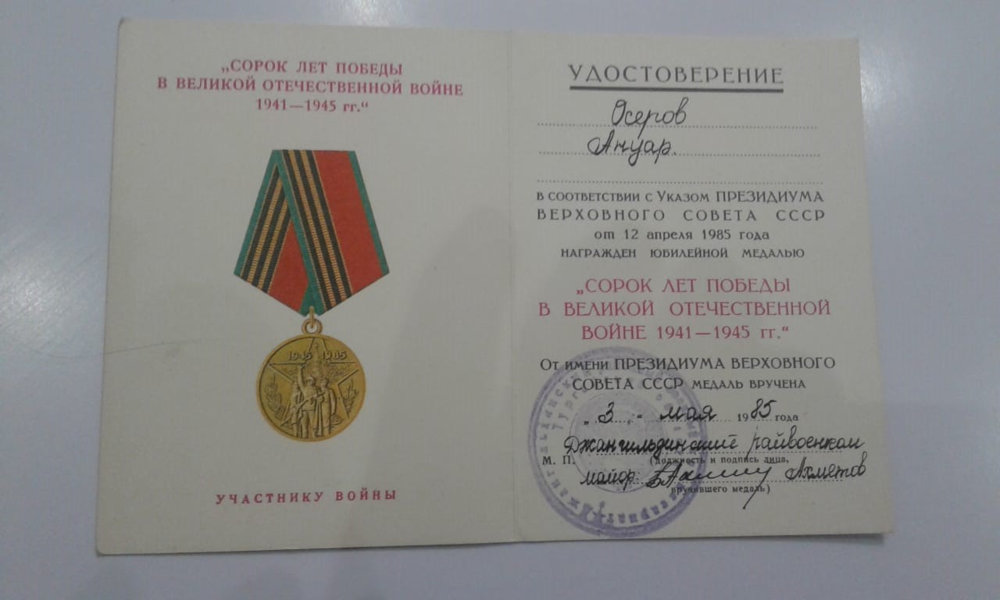 „СОРОК ЛЕТ ПОБЕДЫ
В ВЕЛИКОЙ ОТЕЧЕСТВЕННОЙ ВОЙНЕ
1941—1945 гг.“
1945 1985
УЧАСТНИКУ ВОЙНЫ
УДОСТОВЕРЕНИЕ
Осеров
Ануар.
в соответствии с Указом ПРЕЗИДИУМА
ВЕРХОВНОГО СОВЕТА СССР
от 12 апреля 1985 года
НАГРАЖДЕН ЮБИЛЕЙНОЙ МЕДАЛЬЮ
„СОРОК ЛЕТ ПОБЕДЫ
В ВЕЛИКОЙ ОТЕЧЕСТВЕННОЙ
ВОЙНЕ 1941—1945 гг.“
От имени ПРЕЗИДИУМА ВЕРХОВНОГО
СОВЕТА СССР МЕДАЛЬ ВРУЧЕНА
„3“ мая 1985 года
Джангильдинский райвоенком
М. П. (должность и подпись лица,
майор Ахметов
вручившего медаль)